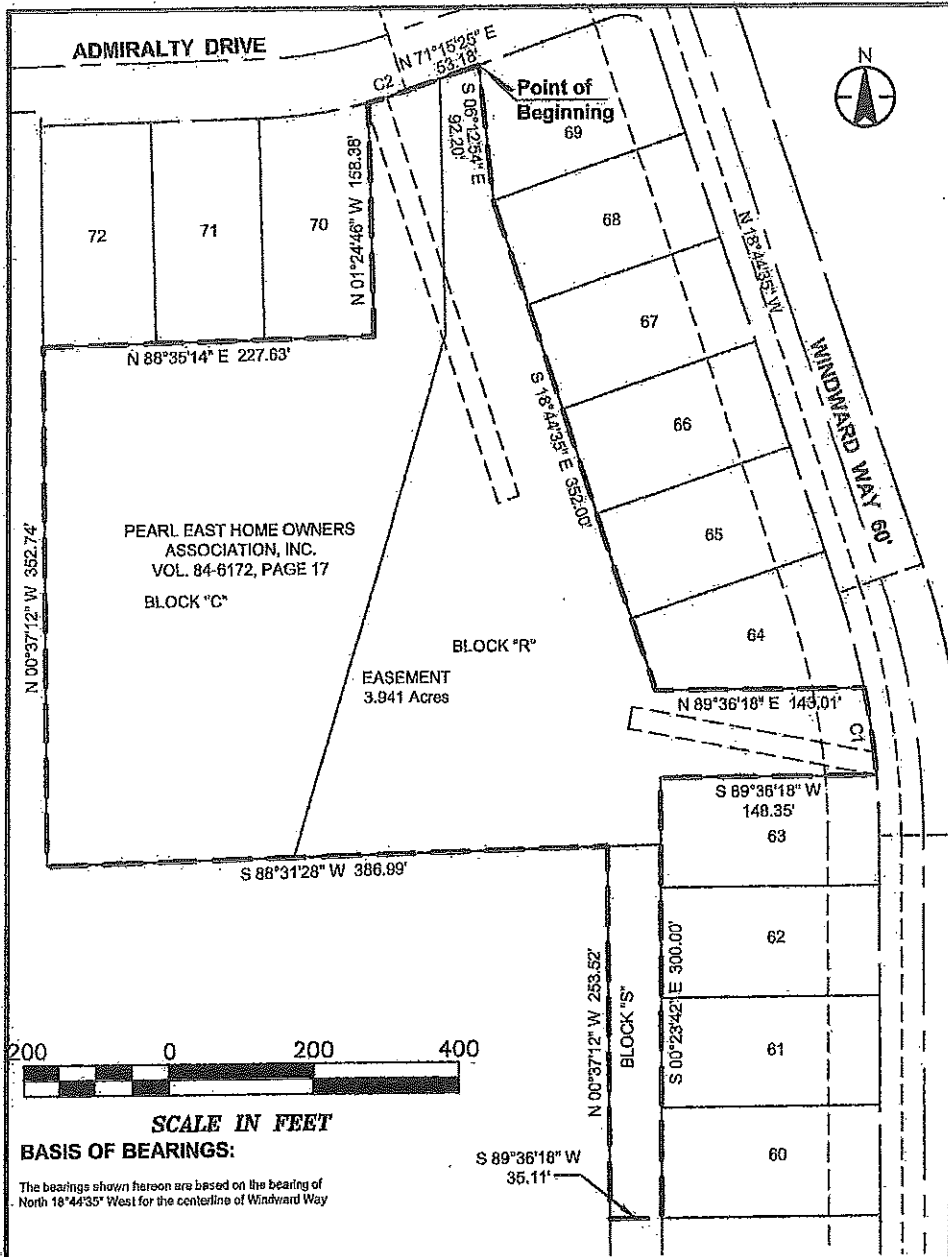 ADMIRALTY DRIVE
N 71°15'25" E
53.18'
C2
Point of
Beginning
N
S 06°12'54" E
92.20'
69
72
71
70
N 01°24'46" W 158.38'
68
N 18°44'35" W
67
N 88°35'14" E 227.63'
WINDWARD WAY 60'
66
S 18°44'35" E 352.00'
65
PEARL EAST HOME OWNERS
ASSOCIATION, INC.
VOL. 84-6172, PAGE 17
BLOCK "C"
N 00°37'12" W 352.74'
64
BLOCK "R"
EASEMENT
3.941 Acres
N 89°36'18" E 143.01'
C1
S 89°36'18" W
148.35'
63
S 88°31'28" W 386.99'
62
N 00°37'12" W 253.52'
BLOCK "S"
S 00°23'42" E 300.00'
61
200 0 200 400
SCALE IN FEET
BASIS OF BEARINGS:
60
S 89°36'18" W
35.11'
The bearings shown hereon are based on the bearing of
North 18°44'35" West for the centerline of Windward Way